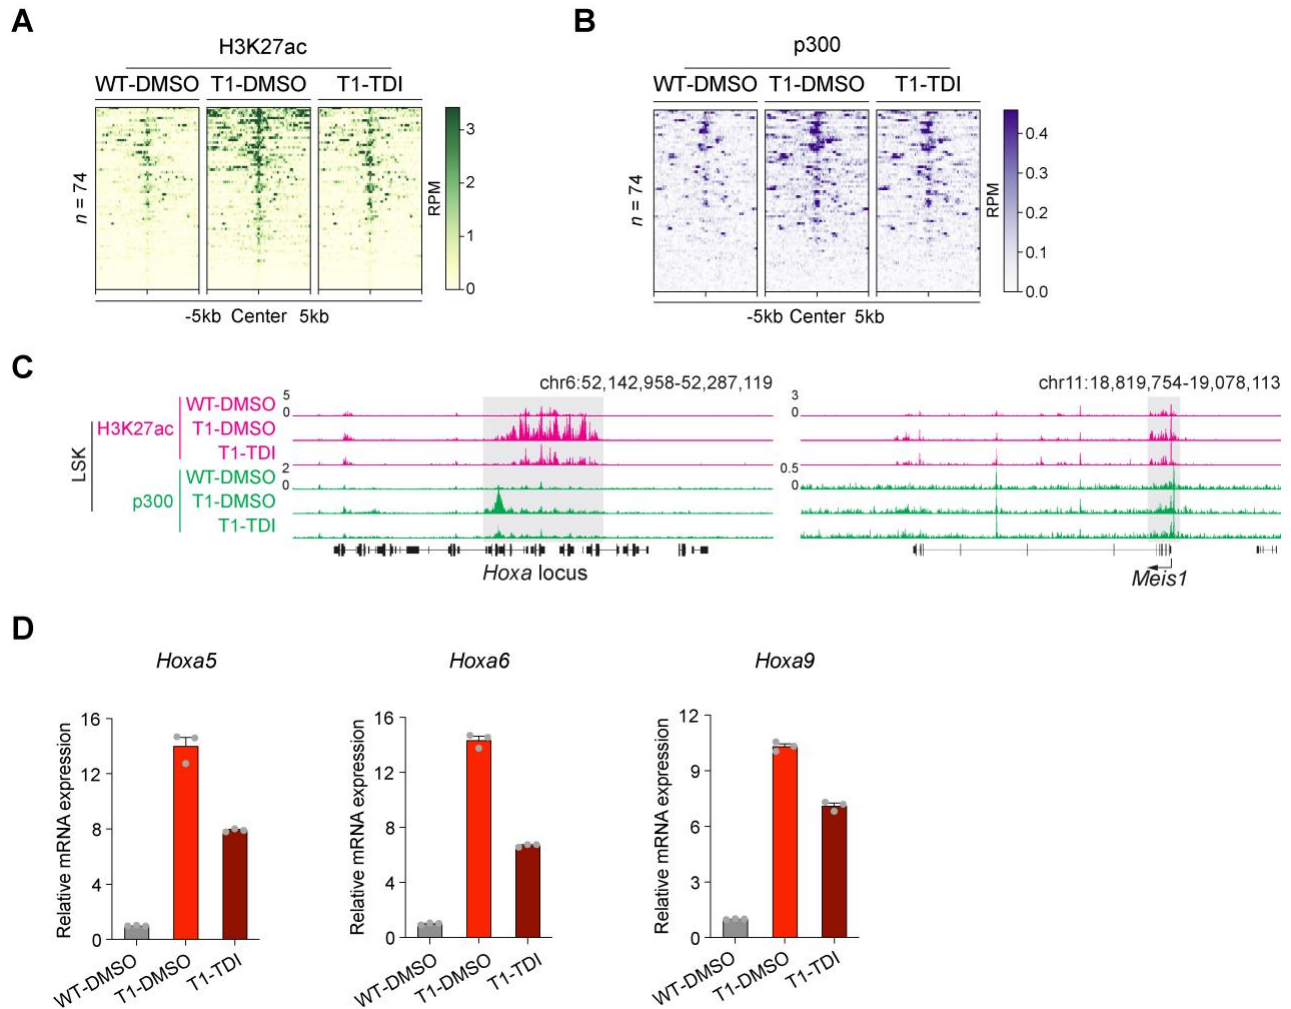 A
H3K27ac
WT-DMSO T1-DMSO T1-TDI
n = 74
3
2
1
0
RPM
-5kb Center 5kb
B
p300
WT-DMSO T1-DMSO T1-TDI
n = 74
0.4
0.3
0.2
0.1
0.0
RPM
-5kb Center 5kb
C
chr6:52,142,958-52,287,119
chr11:18,819,754-19,078,113
LSK
H3K27ac
WT-DMSO
T1-DMSO
T1-TDI
p300
WT-DMSO
T1-DMSO
T1-TDI
5
0
2
0
3
0
0.5
0
Hoxa locus
Meis1
D
Hoxa5
Relative mRNA expression
16
12
8
4
0
WT-DMSO
T1-DMSO
T1-TDI
Hoxa6
Relative mRNA expression
16
12
8
4
0
WT-DMSO
T1-DMSO
T1-TDI
Hoxa9
Relative mRNA expression
12
9
6
3
0
WT-DMSO
T1-DMSO
T1-TDI